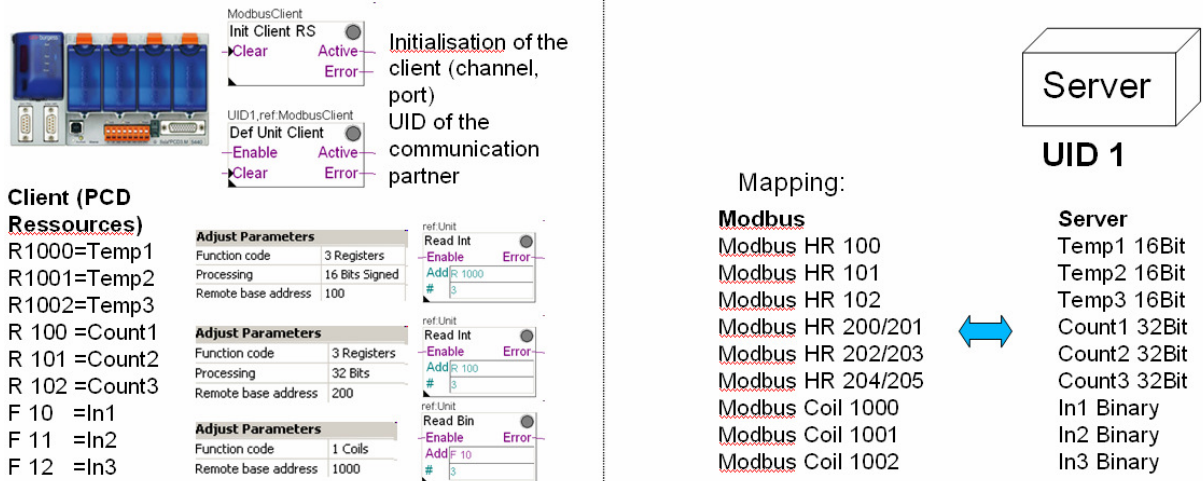 ModbusClient
Init Client RS
Clear Active
Error
Initialisation of the
client (channel,
port)
UID of the
communication
partner
UID1,ref:ModbusClient
Def Unit Client
Enable Active
Clear Error
Client (PCD
Ressources)
R1000=Temp1
R1001=Temp2
R1002=Temp3
R 100 =Count1
R 101 =Count2
R 102 =Count3
F 10 =In1
F 11 =In2
F 12 =In3
Adjust Parameters
Function code 3 Registers
Processing 16 Bits Signed
Remote base address 100
ref:Unit
Read Int
Enable Error
Add R 1000
# 3
Adjust Parameters
Function code 3 Registers
Processing 32 Bits
Remote base address 200
ref:Unit
Read Int
Enable Error
Add R 100
# 3
Adjust Parameters
Function code 1 Coils
Remote base address 1000
ref:Unit
Read Bin
Enable Error
Add F 10
# 3
Server
UID 1
Mapping:
Modbus Server
Modbus HR 100 Temp1 16Bit
Modbus HR 101 Temp2 16Bit
Modbus HR 102 Temp3 16Bit
Modbus HR 200/201 Count1 32Bit
Modbus HR 202/203 Count2 32Bit
Modbus HR 204/205 Count3 32Bit
Modbus Coil 1000 In1 Binary
Modbus Coil 1001 In2 Binary
Modbus Coil 1002 In3 Binary